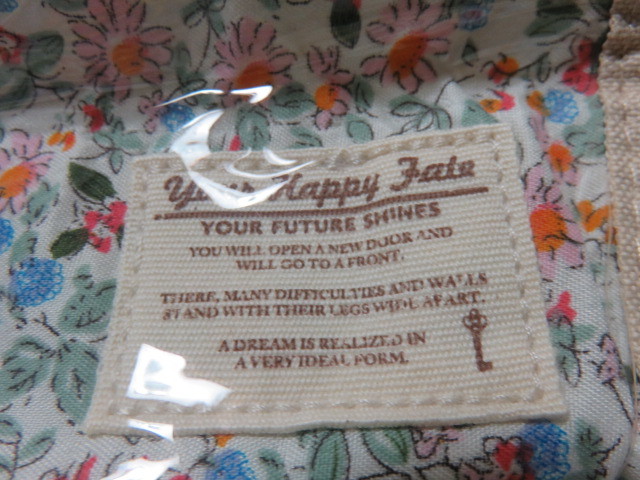 Your Happy Fate
YOUR FUTURE SHINES
YOU WILL OPEN A NEW DOOR AND
WILL GO TO A FRONT.
THERE, MANY DIFFICULTIES AND WALLS
STAND WITH THEIR LEGS WIDE APART.
A DREAM IS REALIZED IN
A VERY IDEAL FORM.